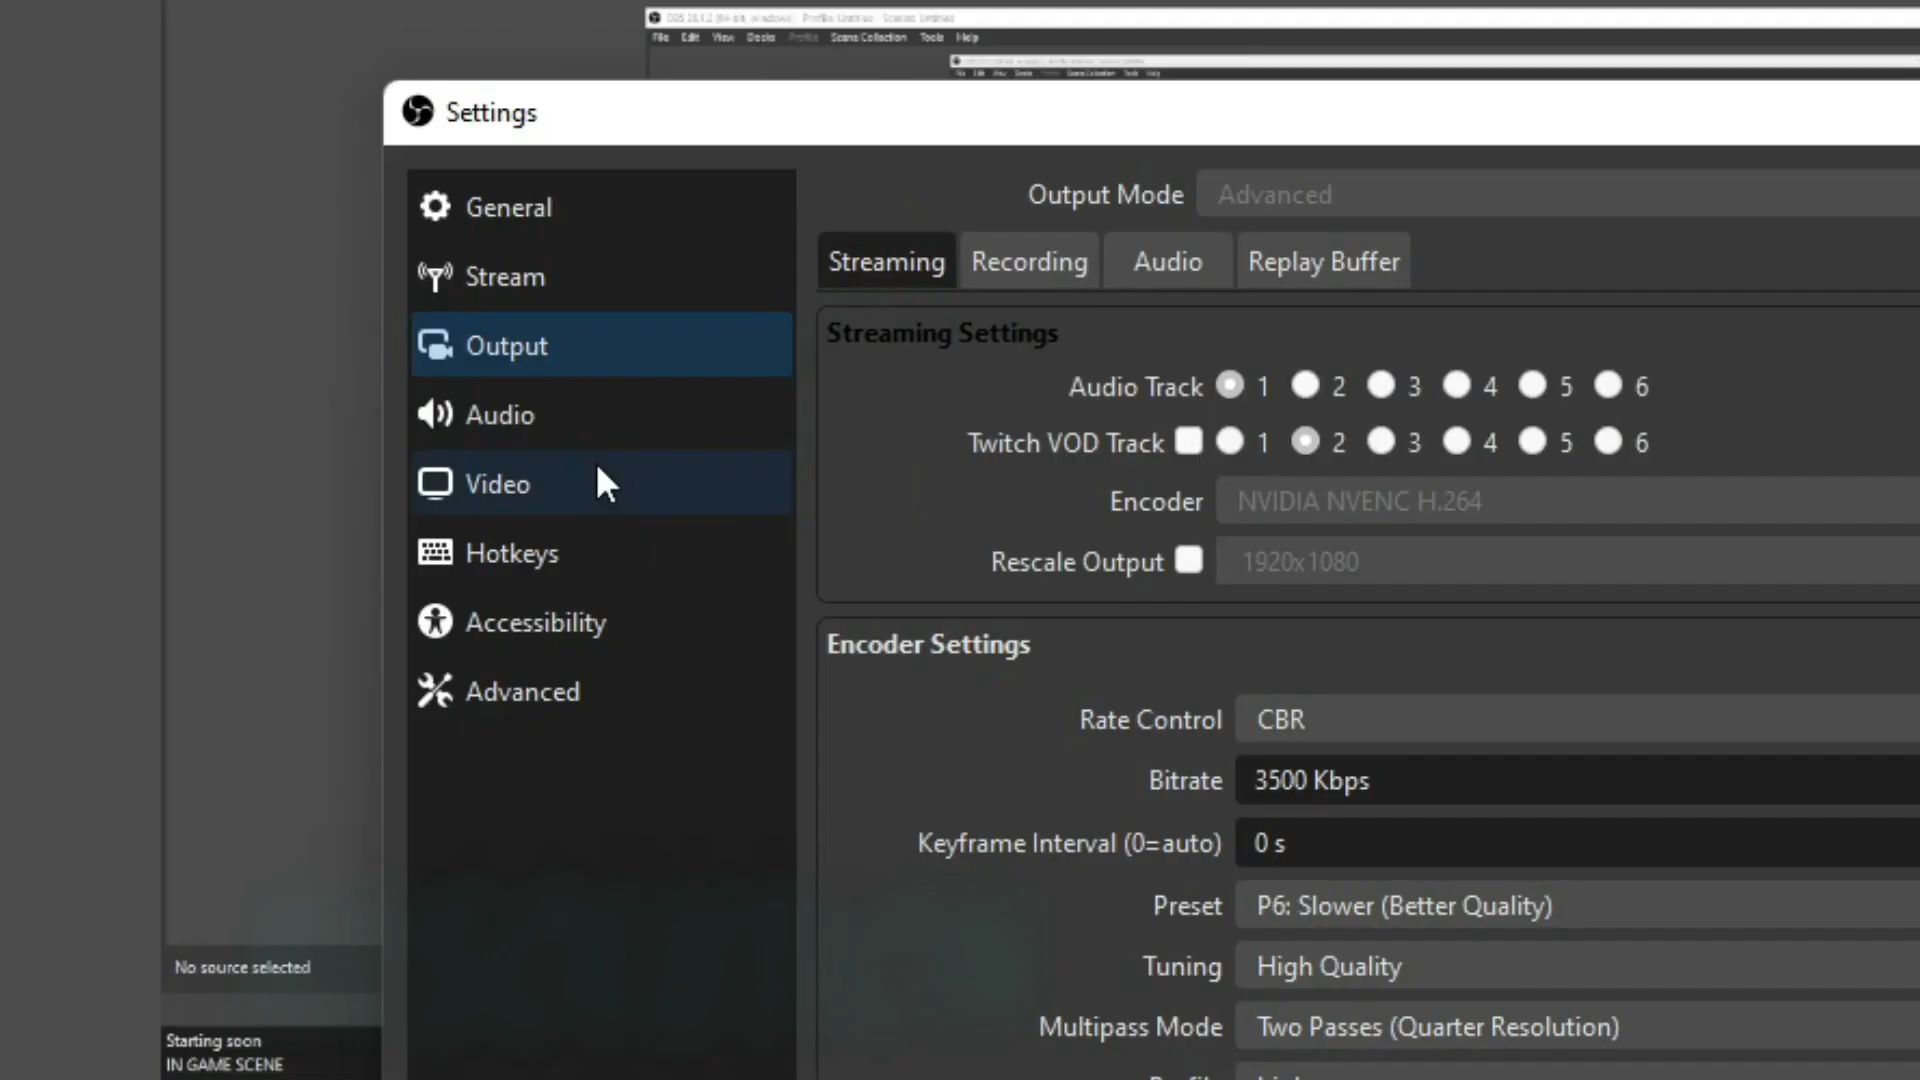 File Edit View Docks Profile Scene Collection Tools Help
Settings
General
Stream
Output
Audio
Video
Hotkeys
Accessibility
Advanced
Output Mode Advanced
Streaming Recording Audio Replay Buffer
Streaming Settings
Audio Track 1 2 3 4 5 6
Twitch VOD Track 1 2 3 4 5 6
Encoder NVIDIA NVENC H.264
Rescale Output 1920x1080
Encoder Settings
Rate Control CBR
Bitrate 3500 Kbps
Keyframe Interval (0=auto) 0 s
Preset P6: Slower (Better Quality)
Tuning High Quality
Multipass Mode Two Passes (Quarter Resolution)
No source selected
Starting soon
IN GAME SCENE